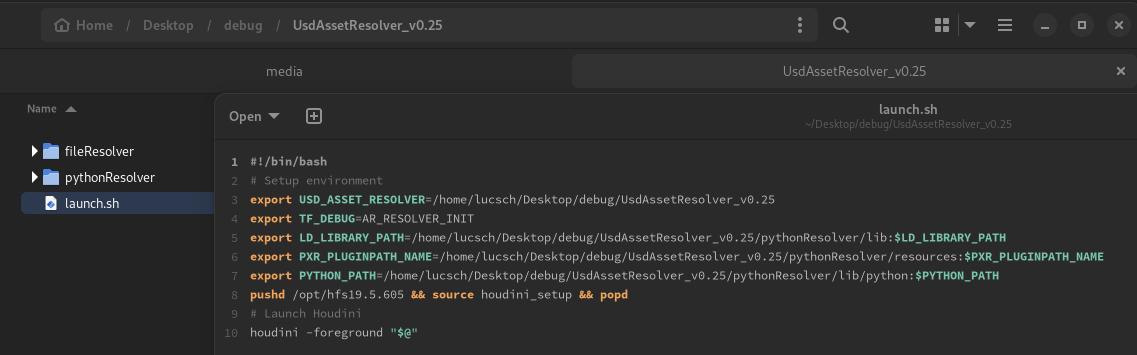 Home / Desktop / debug / UsdAssetResolver_v0.25
media
UsdAssetResolver_v0.25
Name
Open
launch.sh
~/Desktop/debug/UsdAssetResolver_v0.25
fileResolver
pythonResolver
launch.sh
1 #!/bin/bash
2 # Setup environment
3 export USD_ASSET_RESOLVER=/home/lucsch/Desktop/debug/UsdAssetResolver_v0.25
4 export TF_DEBUG=AR_RESOLVER_INIT
5 export LD_LIBRARY_PATH=/home/lucsch/Desktop/debug/UsdAssetResolver_v0.25/pythonResolver/lib:$LD_LIBRARY_PATH
6 export PXR_PLUGINPATH_NAME=/home/lucsch/Desktop/debug/UsdAssetResolver_v0.25/pythonResolver/resources:$PXR_PLUGINPATH_NAME
7 export PYTHON_PATH=/home/lucsch/Desktop/debug/UsdAssetResolver_v0.25/pythonResolver/lib/python:$PYTHON_PATH
8 pushd /opt/hfs19.5.605 && source houdini_setup && popd
9 # Launch Houdini
10 houdini -foreground "$@"